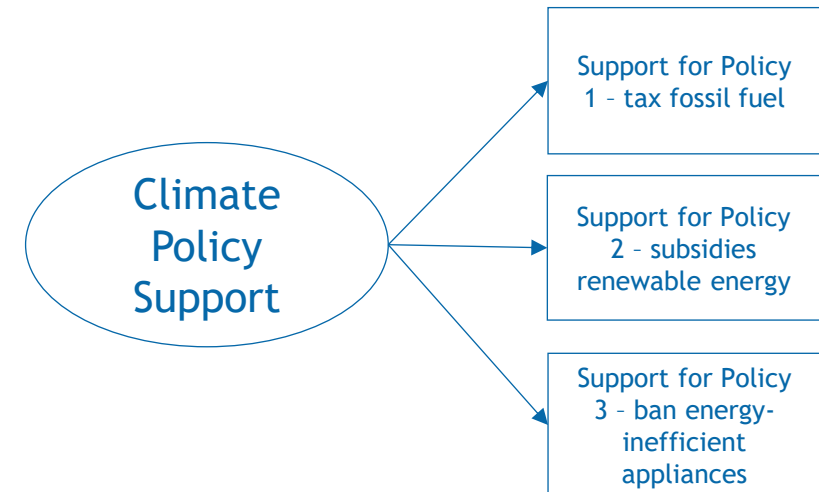 Climate
Policy
Support
Support for Policy
1 – tax fossil fuel
Support for Policy
2 – subsidies
renewable energy
Support for Policy
3 – ban energy-
inefficient
appliances